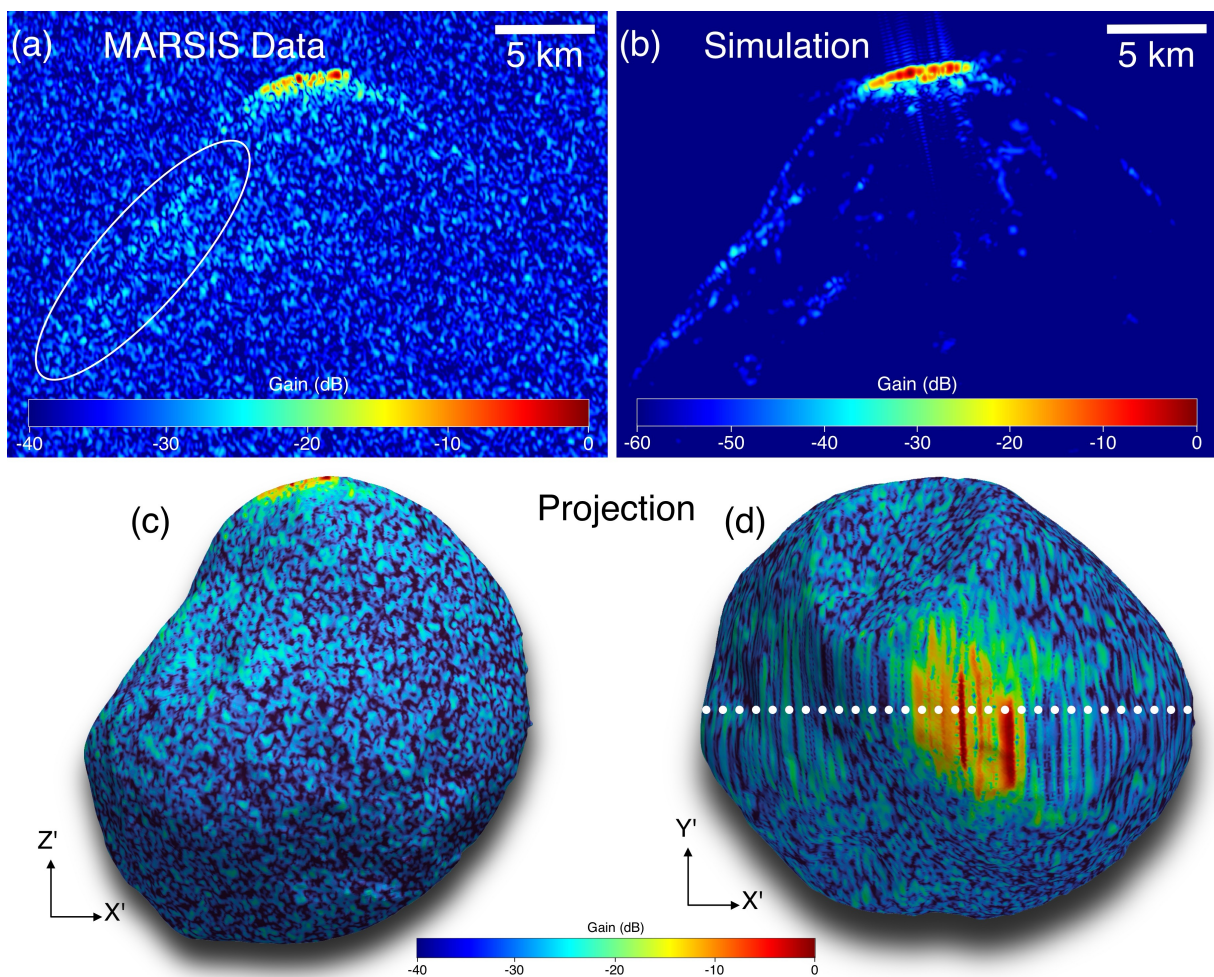 (a) MARSIS Data 5 km
(b) Simulation 5 km
Gain (dB)
-40 -30 -20 -10 0
Gain (dB)
-60 -50 -40 -30 -20 -10 0
(c) Projection (d)
Z'
X'
Y'
X'
Gain (dB)
-40 -30 -20 -10 0